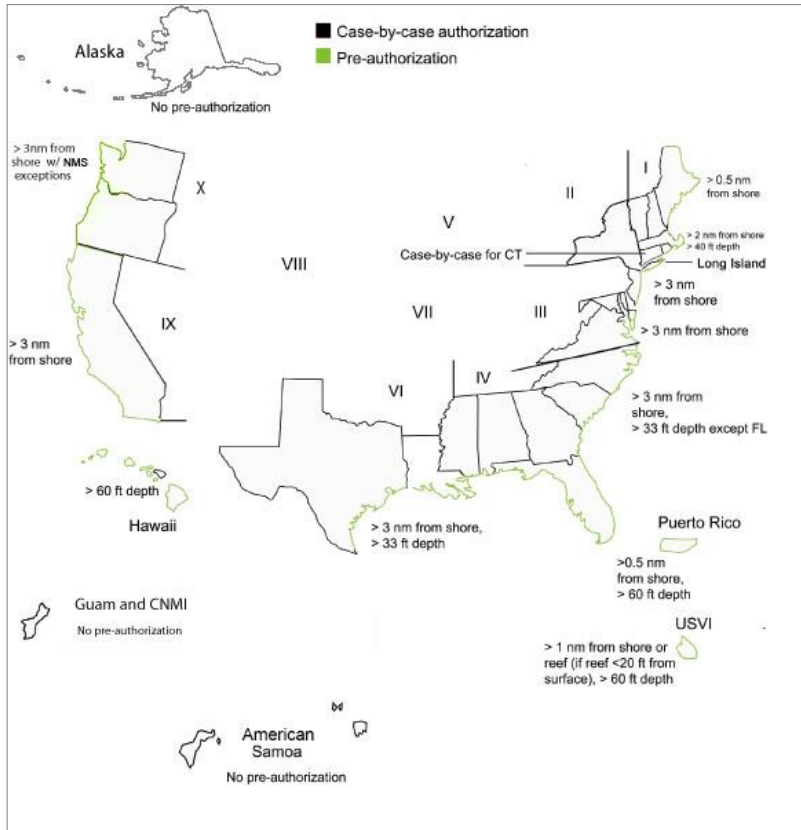 Case-by-case authorization
Pre-authorization
Alaska
No pre-authorization
> 3nm from
shore w/ NMS
exceptions
X
I
II
V
> 0.5 nm
from shore
> 2 nm from shore
> 40 ft depth
Case-by-case for CT
Long Island
VIII
> 3 nm
from shore
IX
VII
III
> 3 nm from shore
> 3 nm
from shore
VI
IV
> 3 nm from
shore,
> 33 ft depth except FL
> 60 ft depth
Hawaii
> 3 nm from shore,
> 33 ft depth
Puerto Rico
>0.5 nm
from shore,
> 60 ft depth
Guam and CNMI
No pre-authorization
USVI
> 1 nm from shore or
reef (if reef <20 ft from
surface), > 60 ft depth
American
Samoa
No pre-authorization